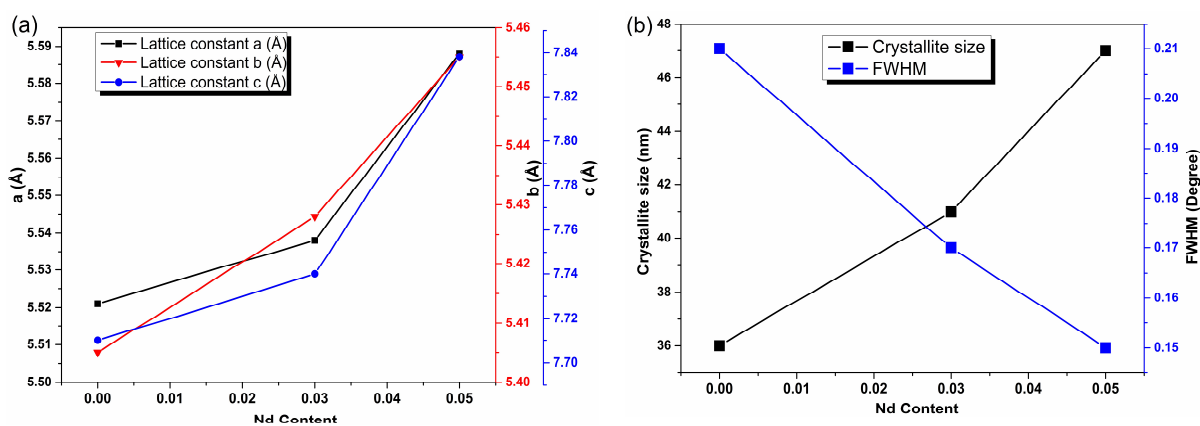 (a)
Lattice constant a (Å)
Lattice constant b (Å)
Lattice constant c (Å)
a (Å)
5.59
5.58
5.57
5.56
5.55
5.54
5.53
5.52
5.51
5.50
0.00 0.01 0.02 0.03 0.04 0.05
Nd Content
5.46
5.46
5.44
5.43
5.42
5.41
5.40
b (Å)
7.84
7.82
7.80
7.78
7.76
7.74
7.72
7.70
c (Å)
(b)
Crystallite size
FWHM
Crystallite size (nm)
48
46
44
42
40
38
36
0.00 0.01 0.02 0.03 0.04 0.05
Nd Content
0.21
0.20
0.19
0.18
0.17
0.16
0.15
FWHM (Degree)